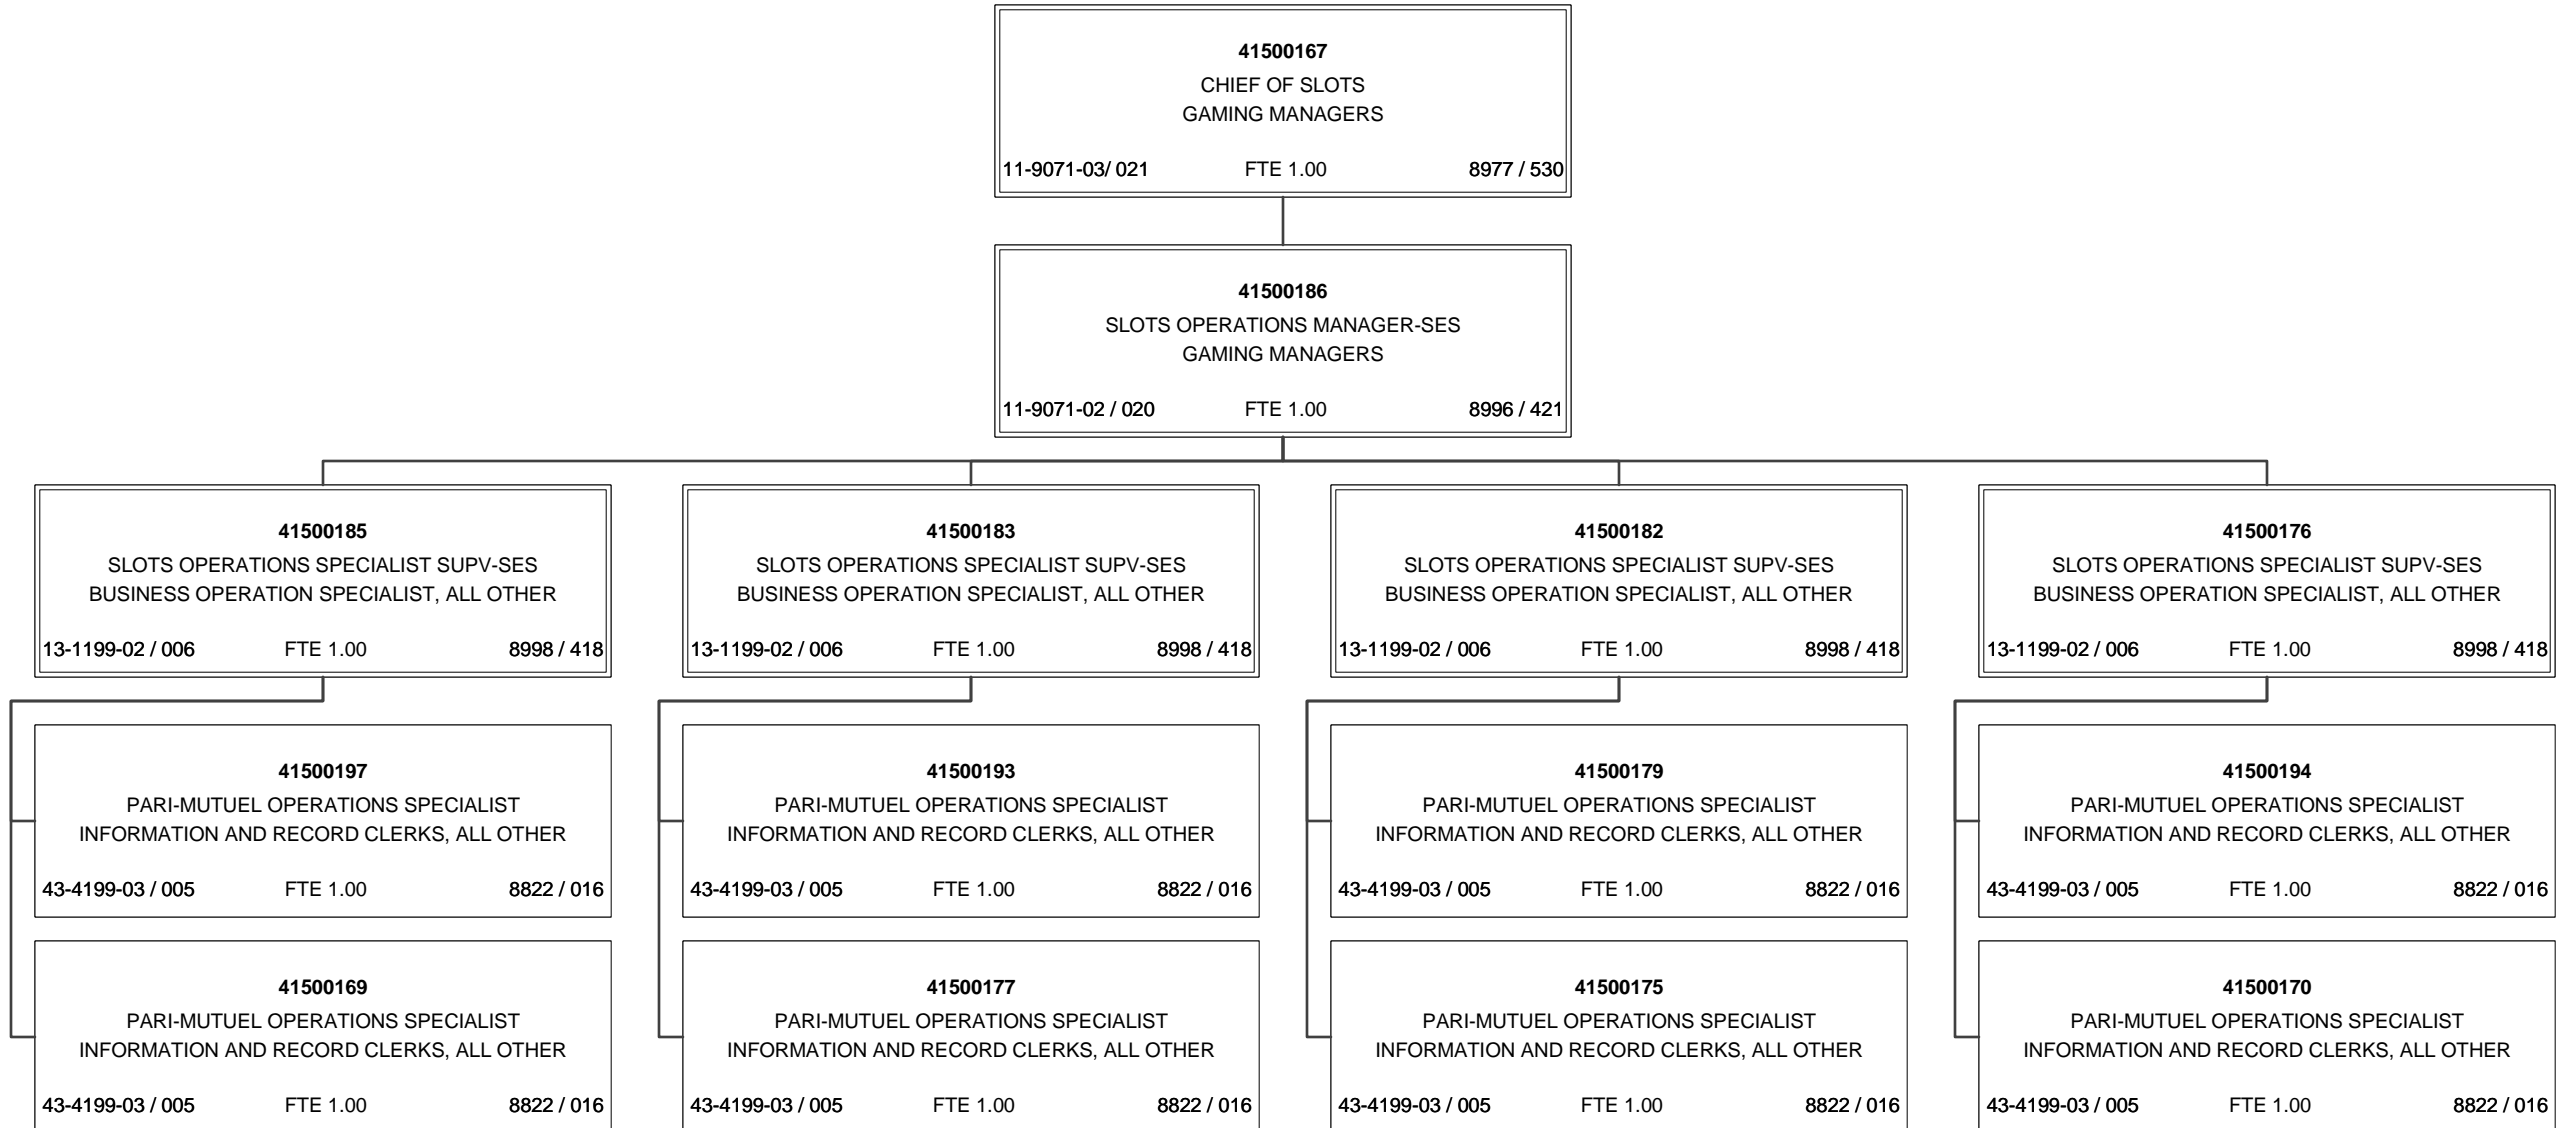 41500167
CHIEF OF SLOTS
GAMING MANAGERS
11-9071-03/ 021 FTE 1.00 8977 / 530
41500186
SLOTS OPERATIONS MANAGER-SES
GAMING MANAGERS
11-9071-02 / 020 FTE 1.00 8996 / 421
41500185
SLOTS OPERATIONS SPECIALIST SUPV-SES
BUSINESS OPERATION SPECIALIST, ALL OTHER
13-1199-02 / 006 FTE 1.00 8998 / 418
41500183
SLOTS OPERATIONS SPECIALIST SUPV-SES
BUSINESS OPERATION SPECIALIST, ALL OTHER
13-1199-02 / 006 FTE 1.00 8998 / 418
41500182
SLOTS OPERATIONS SPECIALIST SUPV-SES
BUSINESS OPERATION SPECIALIST, ALL OTHER
13-1199-02 / 006 FTE 1.00 8998 / 418
41500176
SLOTS OPERATIONS SPECIALIST SUPV-SES
BUSINESS OPERATION SPECIALIST, ALL OTHER
13-1199-02 / 006 FTE 1.00 8998 / 418
41500197
PARI-MUTUEL OPERATIONS SPECIALIST
INFORMATION AND RECORD CLERKS, ALL OTHER
43-4199-03 / 005 FTE 1.00 8822 / 016
41500193
PARI-MUTUEL OPERATIONS SPECIALIST
INFORMATION AND RECORD CLERKS, ALL OTHER
43-4199-03 / 005 FTE 1.00 8822 / 016
41500179
PARI-MUTUEL OPERATIONS SPECIALIST
INFORMATION AND RECORD CLERKS, ALL OTHER
43-4199-03 / 005 FTE 1.00 8822 / 016
41500194
PARI-MUTUEL OPERATIONS SPECIALIST
INFORMATION AND RECORD CLERKS, ALL OTHER
43-4199-03 / 005 FTE 1.00 8822 / 016
41500169
PARI-MUTUEL OPERATIONS SPECIALIST
INFORMATION AND RECORD CLERKS, ALL OTHER
43-4199-03 / 005 FTE 1.00 8822 / 016
41500177
PARI-MUTUEL OPERATIONS SPECIALIST
INFORMATION AND RECORD CLERKS, ALL OTHER
43-4199-03 / 005 FTE 1.00 8822 / 016
41500175
PARI-MUTUEL OPERATIONS SPECIALIST
INFORMATION AND RECORD CLERKS, ALL OTHER
43-4199-03 / 005 FTE 1.00 8822 / 016
41500170
PARI-MUTUEL OPERATIONS SPECIALIST
INFORMATION AND RECORD CLERKS, ALL OTHER
43-4199-03 / 005 FTE 1.00 8822 / 016